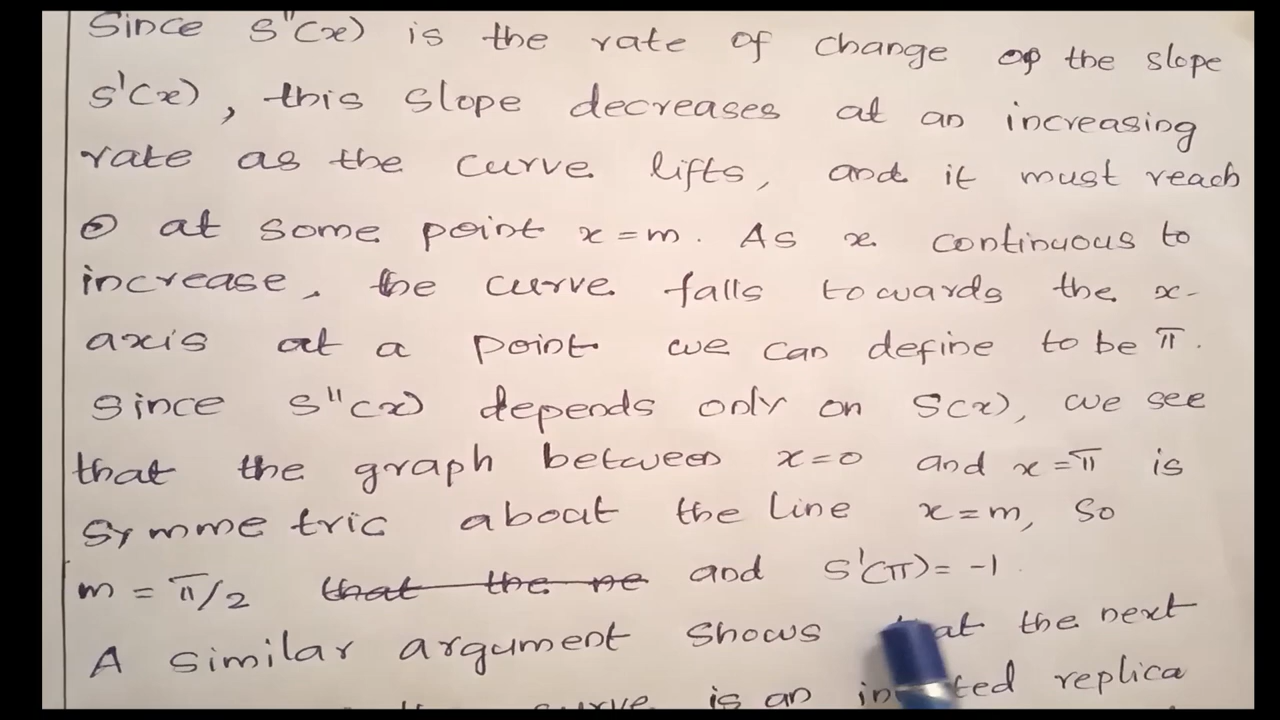 Since s"(x) is the rate of change of the slope
s'(x), this slope decreases at an increasing
rate as the curve lifts, and it must reach
0 at some point x=m. As x continuous to
increase, the curve falls towards the x-
axis at a point we can define to be π.
Since s"(x) depends only on S(x), we see
that the graph between x=0 and x=π is
symmetric about the line x=m, so
m = π/2 that the ne and s'(π)= -1.
A similar argument shows that the next
curve is an inverted replica